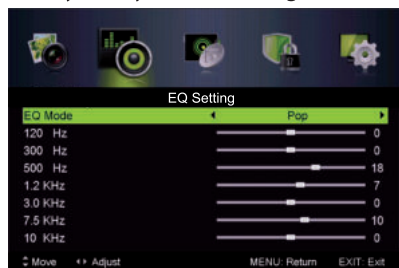 EQ Setting
EQ Mode Pop
120 Hz 0
300 Hz 0
500 Hz 18
1.2 KHz 7
3.0 KHz 0
7.5 KHz 10
10 KHz 0
Move Adjust MENU: Return EXIT: Exit